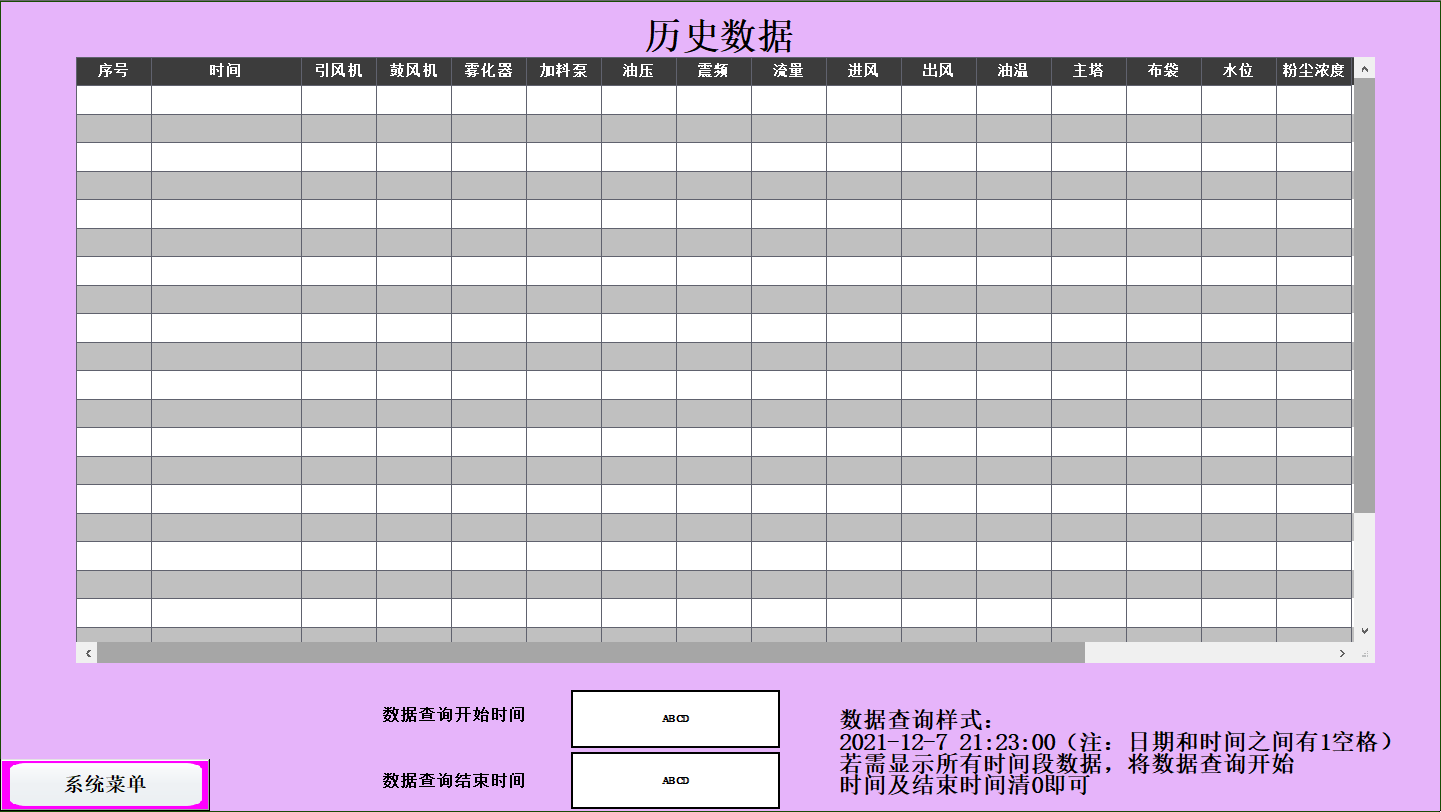 历史数据
序号 时间 引风机 鼓风机 雾化器 加料泵 油压 震频 流量 进风 出风 油温 主塔 布袋 水位 粉尘浓度
数据查询开始时间 ABCD
数据查询结束时间 ABCD
数据查询样式：
2021-12-7 21:23:00（注：日期和时间之间有1空格）
若需显示所有时间段数据，将数据查询开始
时间及结束时间清0即可
系统菜单